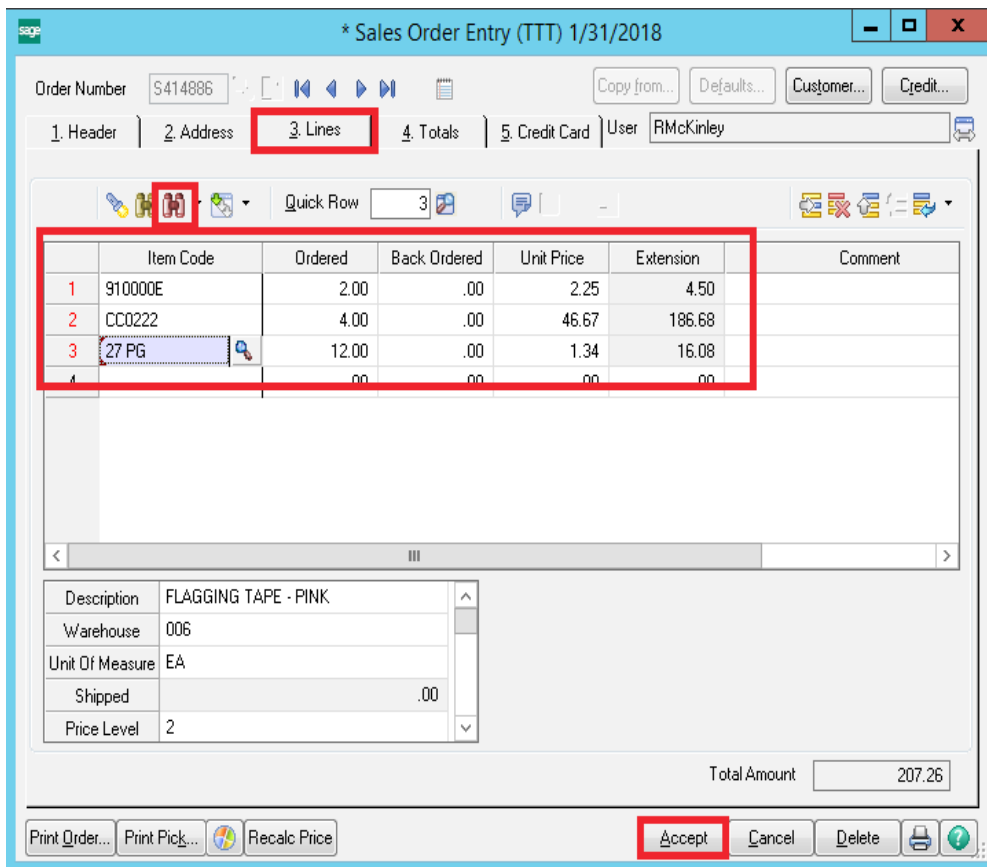 sage
* Sales Order Entry (TTT) 1/31/2018
X
Order Number S414886 Copy from... Defaults... Customer... Credit...
1. Header 2. Address 3. Lines 4. Totals 5. Credit Card User RMcKinley
Quick Row 3
Item Code Ordered Back Ordered Unit Price Extension Comment
1 910000E 2.00 .00 2.25 4.50
2 CC0222 4.00 .00 46.67 186.68
3 27 PG 12.00 .00 1.34 16.08
4 .00 .00 .00 .00
Description FLAGGING TAPE - PINK
Warehouse 006
Unit Of Measure EA
Shipped .00
Price Level 2
Total Amount 207.26
Print Order... Print Pick... Recalc Price Accept Cancel Delete ?